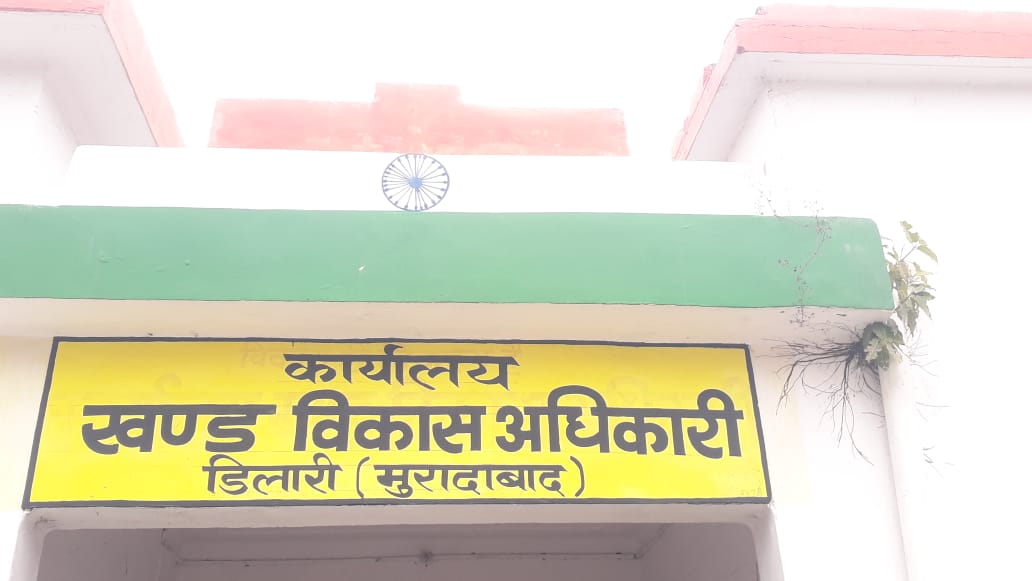 कार्यालय
खण्ड विकास अधिकारी
डिलारी (मुरादाबाद)